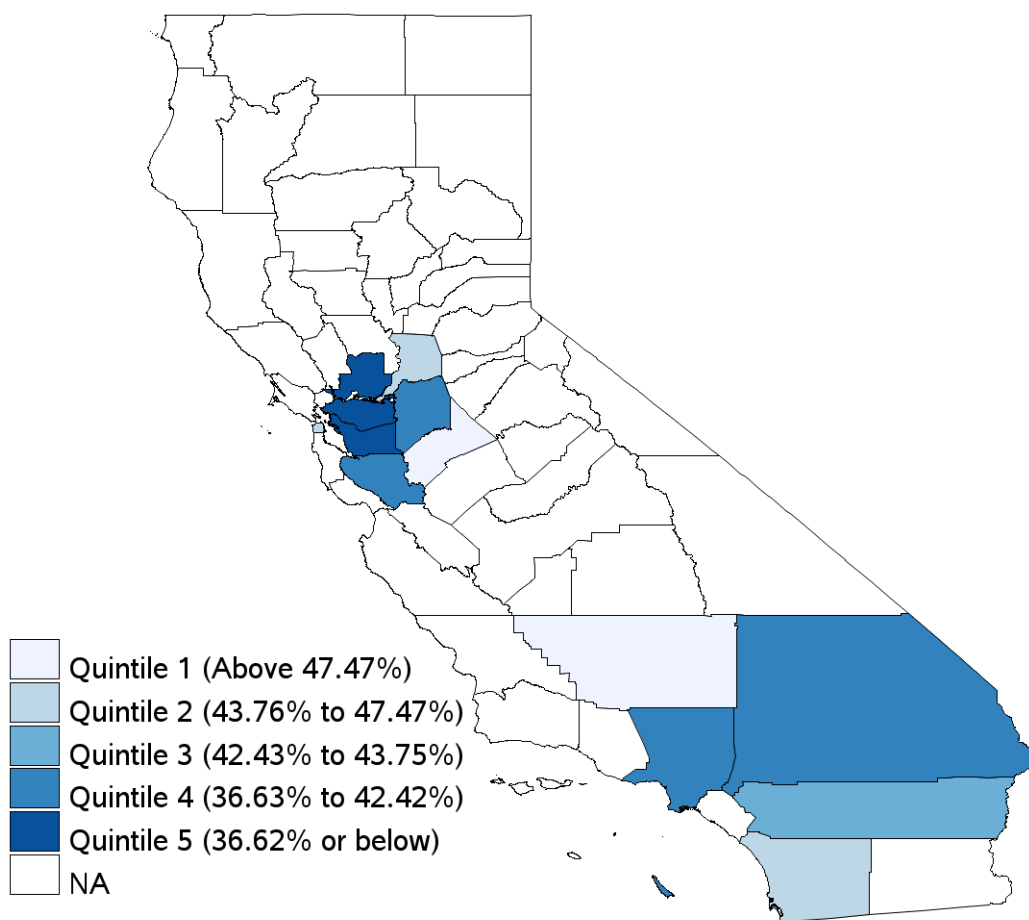 Quintile 1 (Above 47.47%)
Quintile 2 (43.76% to 47.47%)
Quintile 3 (42.43% to 43.75%)
Quintile 4 (36.63% to 42.42%)
Quintile 5 (36.62% or below)
NA